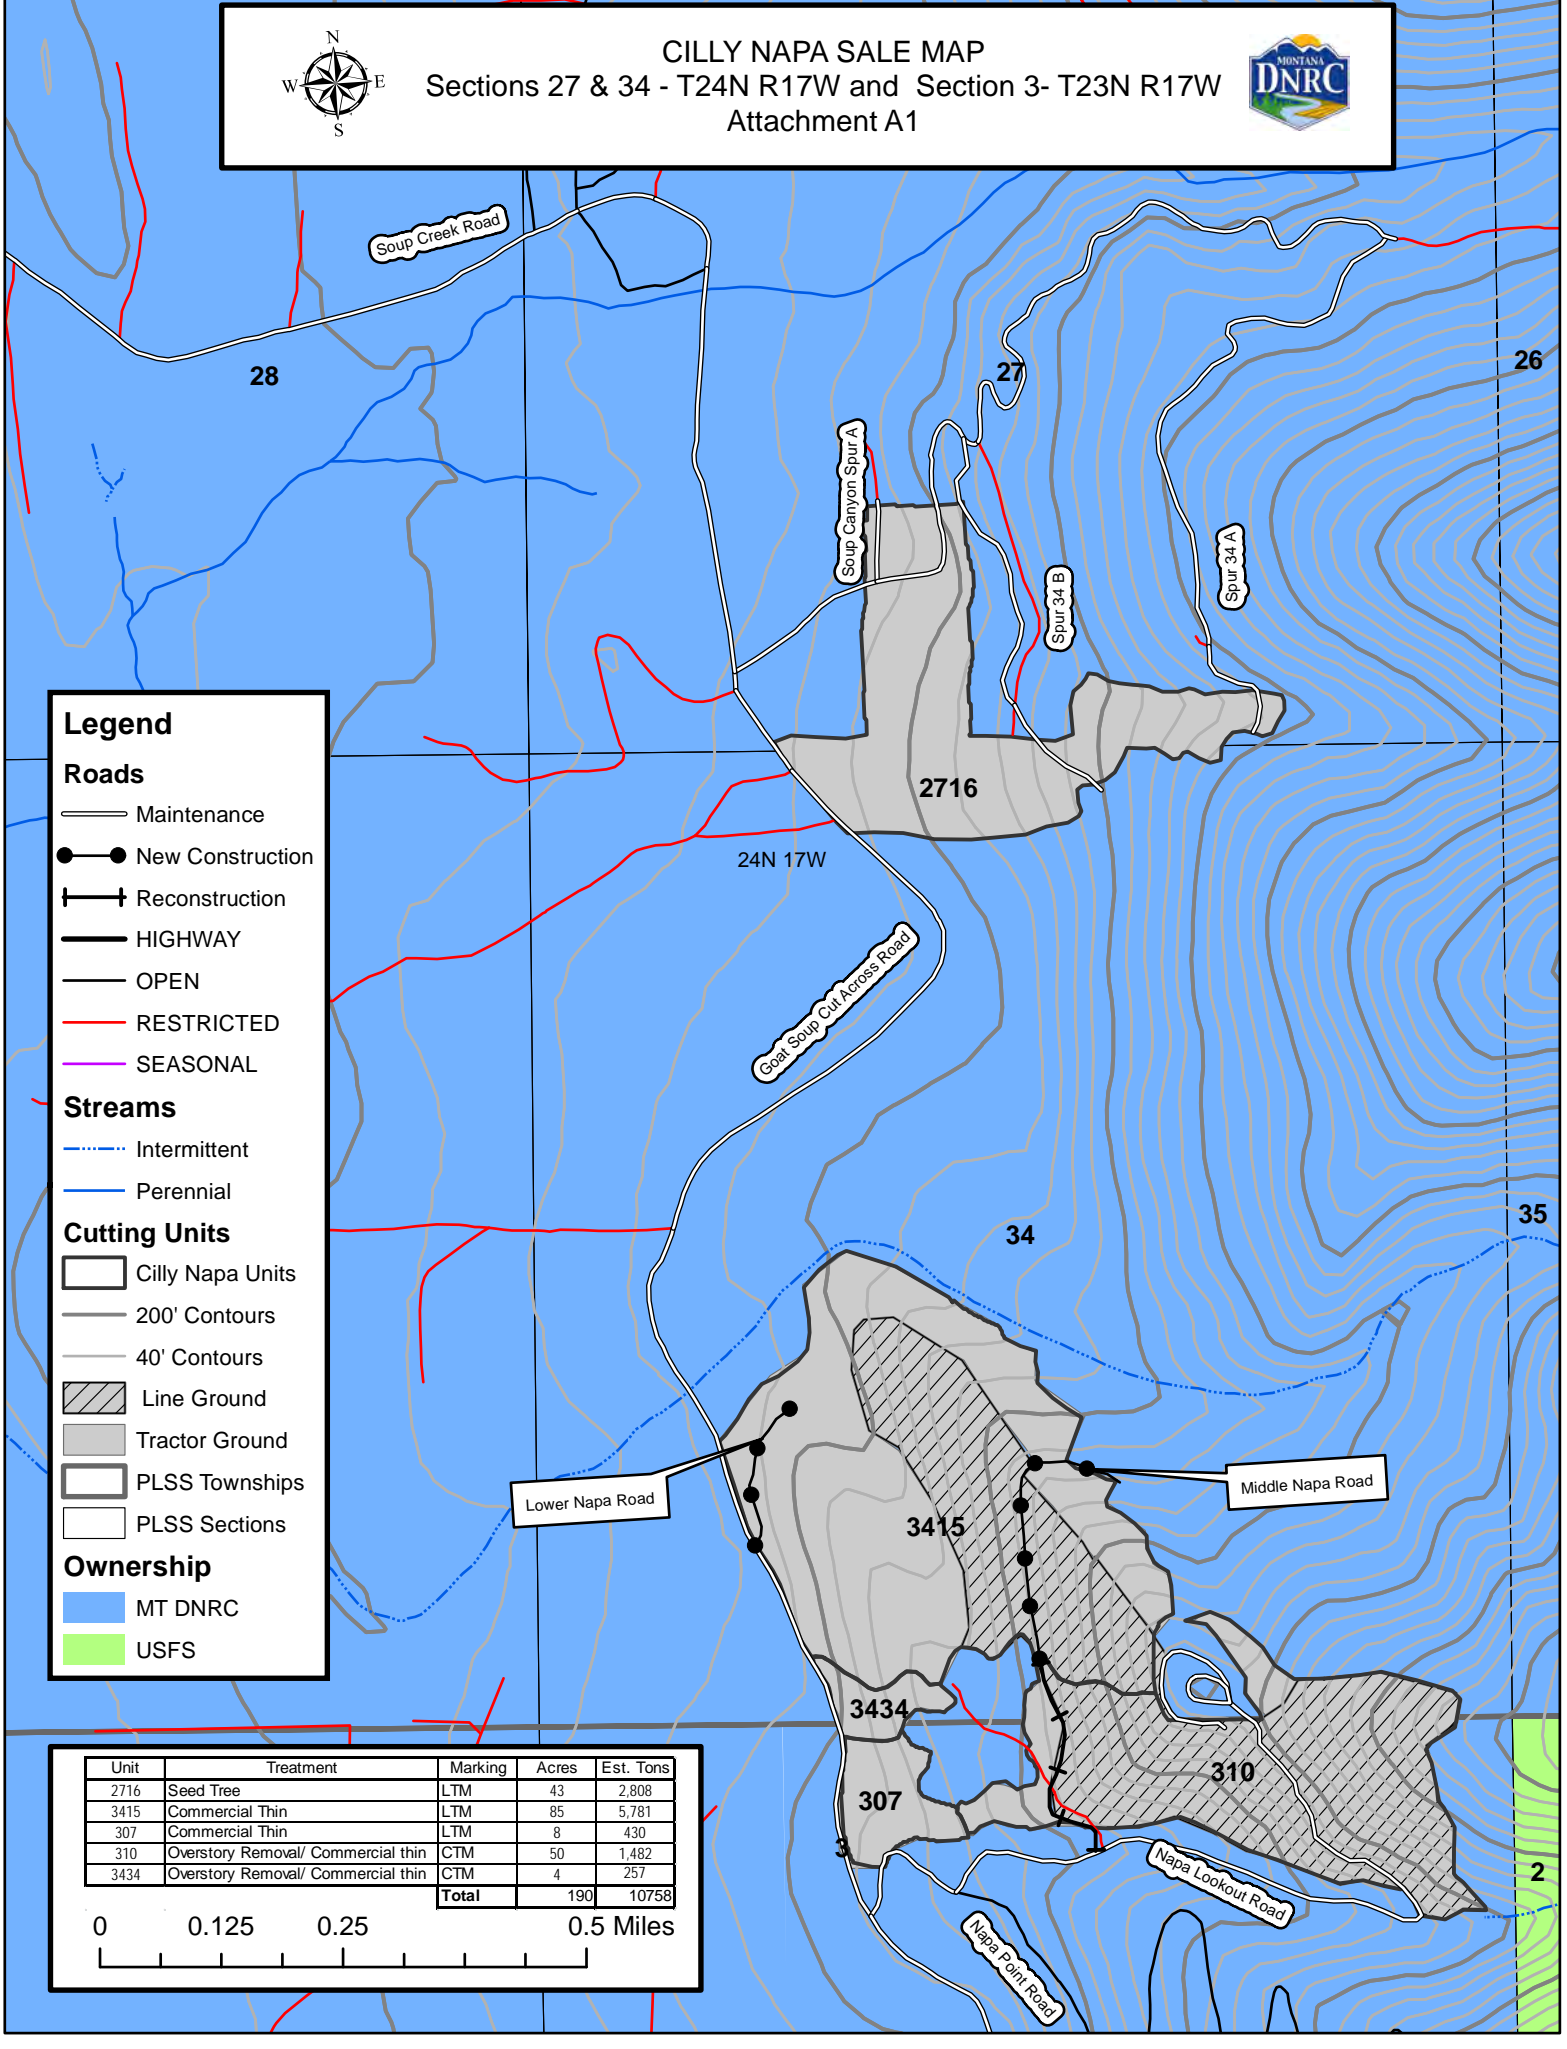 N
W
E
S
CILLY NAPA SALE MAP
Sections 27 & 34 - T24N R17W and Section 3- T23N R17W
Attachment A1
MONTANA
DNRC
Soup Creek Road
28
27
26
Soup Canyon Spur A
Spur 34 B
Spur 34 A
2716
24N 17W
Goat Soup Cut Across Road
34
35
Lower Napa Road
Middle Napa Road
3415
3434
310
307
3
2
Napa Lookout Road
Napa Point Road
Legend
Roads
Maintenance
New Construction
Reconstruction
HIGHWAY
OPEN
RESTRICTED
SEASONAL
Streams
Intermittent
Perennial
Cutting Units
Cilly Napa Units
200' Contours
40' Contours
Line Ground
Tractor Ground
PLSS Townships
PLSS Sections
Ownership
MT DNRC
USFS
Unit Treatment Marking Acres Est. Tons
2716 Seed Tree LTM 43 2,808
3415 Commercial Thin LTM 85 5,781
307 Commercial Thin LTM 8 430
310 Overstory Removal/ Commercial thin CTM 50 1,482
3434 Overstory Removal/ Commercial thin CTM 4 257
Total 190 10758
0 0.125 0.25 0.5 Miles